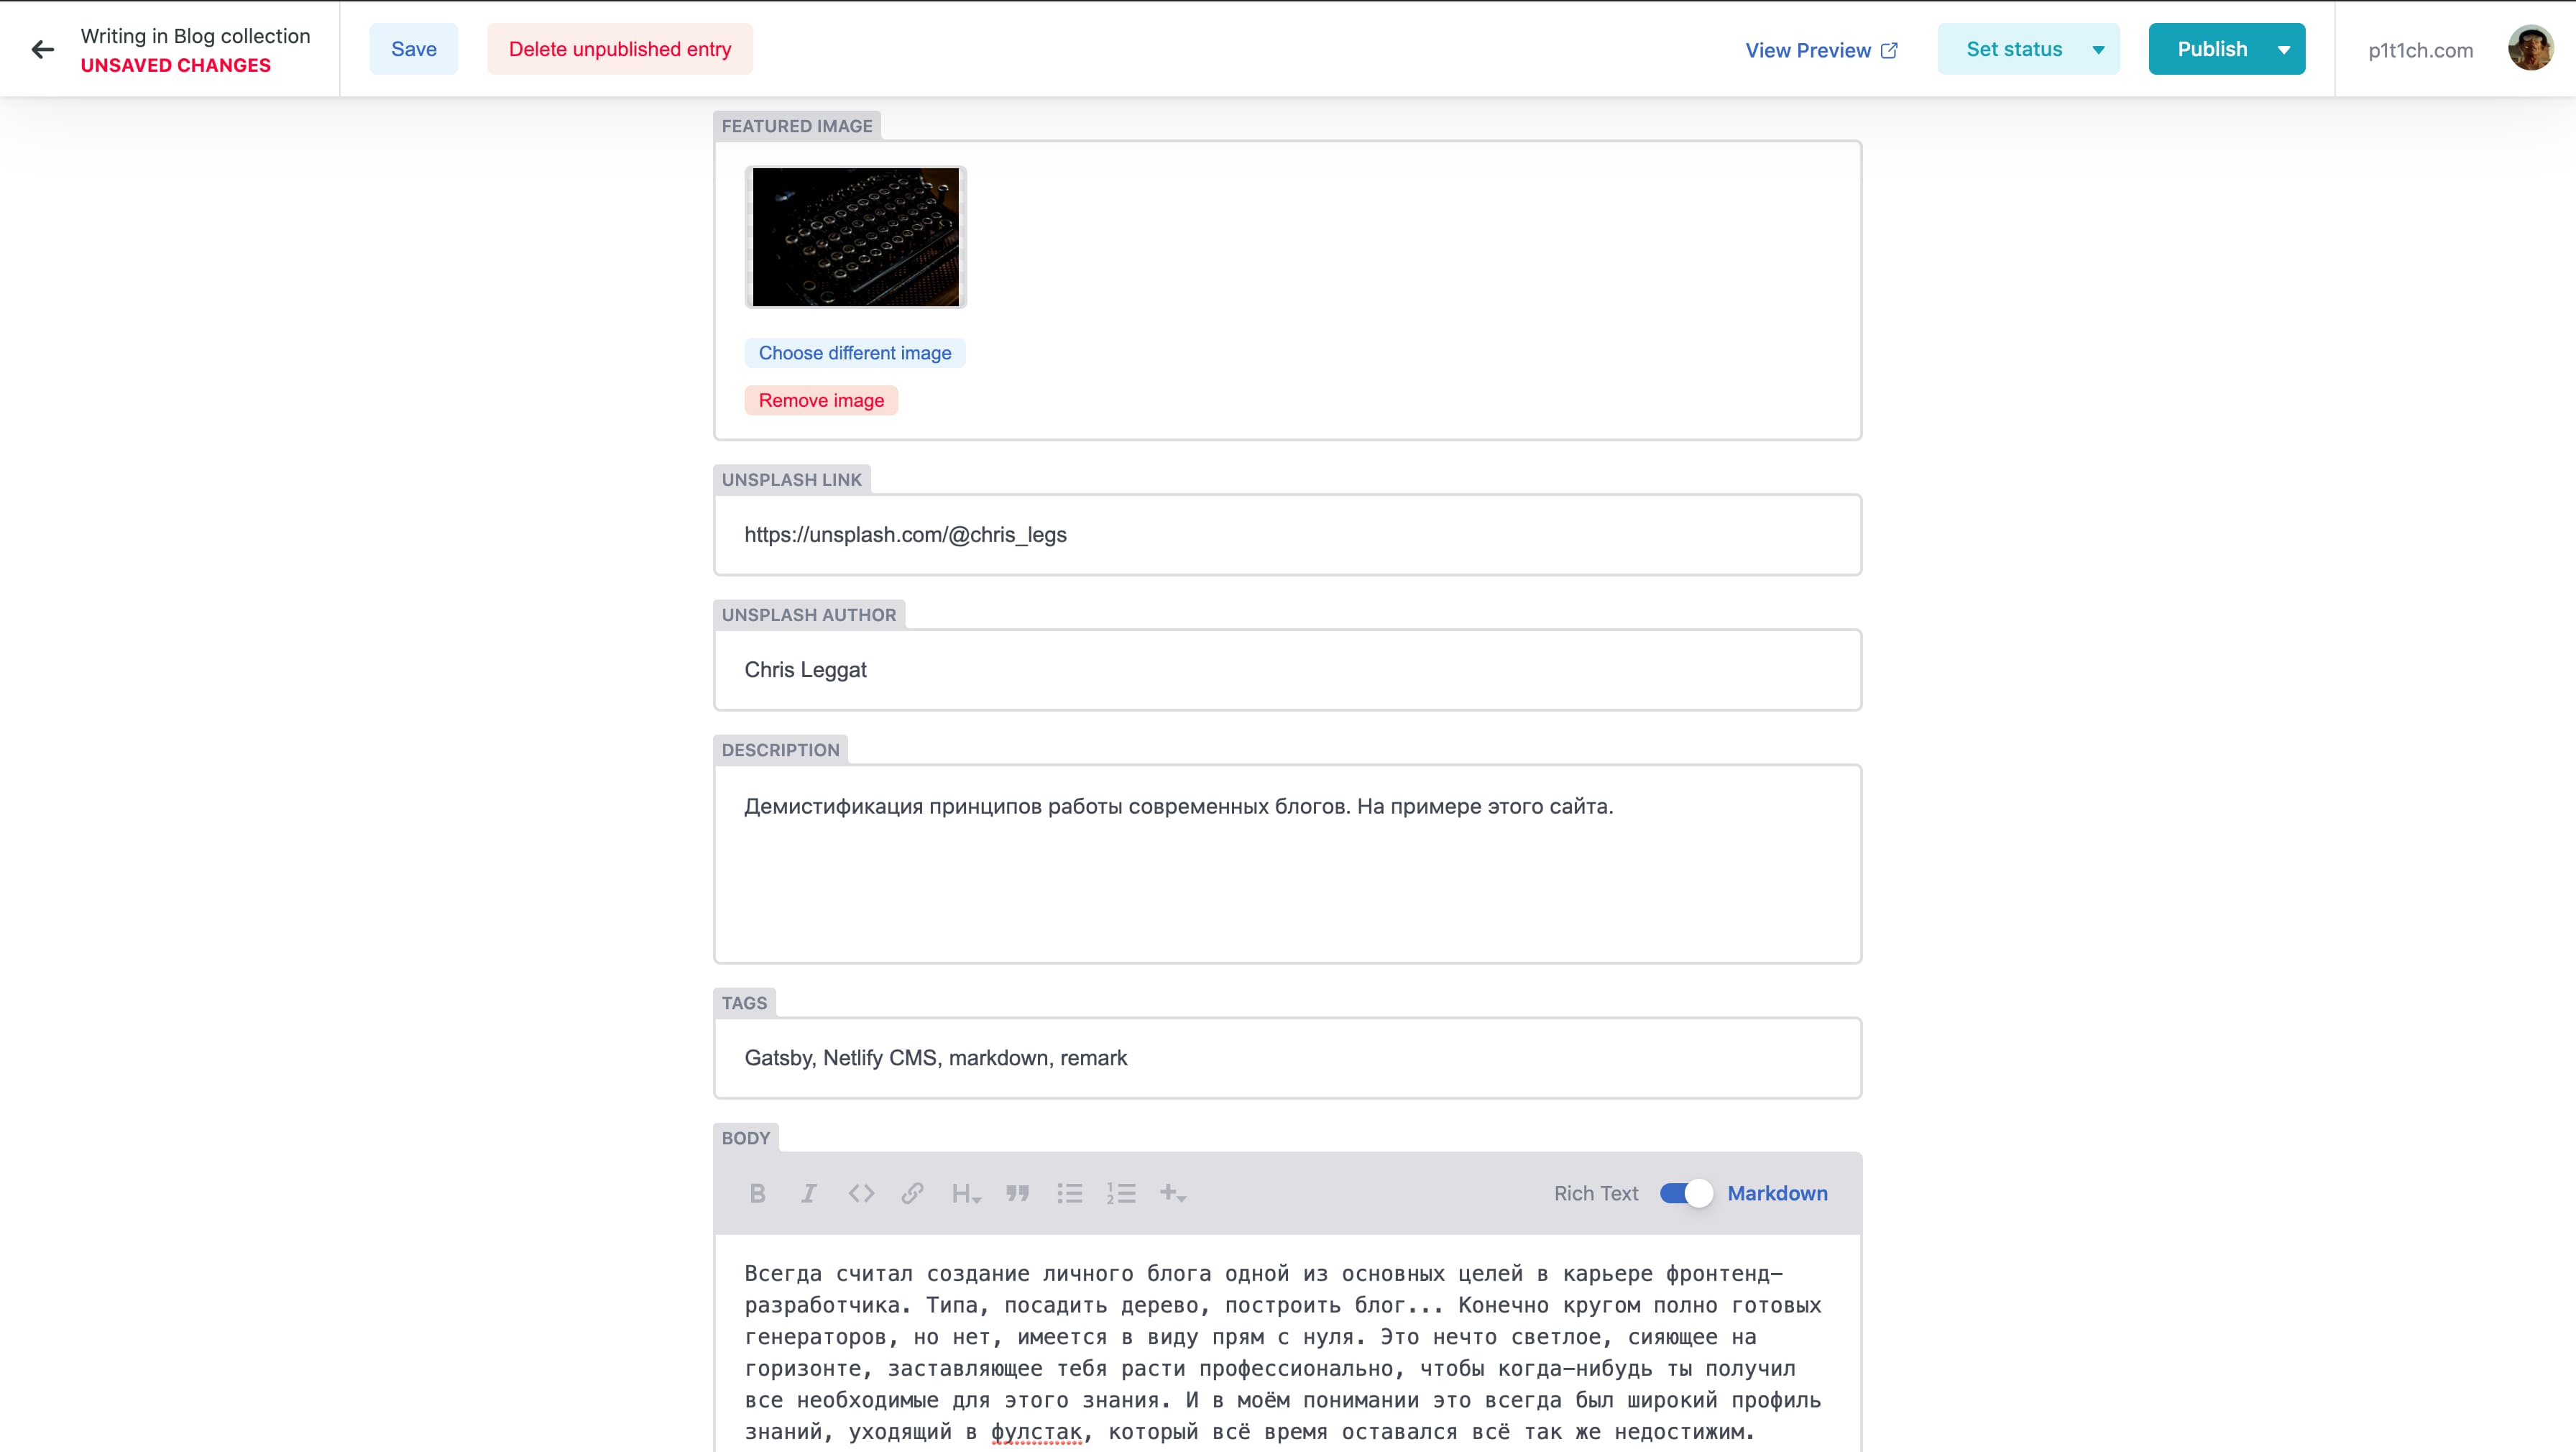 Writing in Blog collection
UNSAVED CHANGES
Save
Delete unpublished entry
View Preview
Set status
Publish
p1t1ch.com
FEATURED IMAGE
Choose different image
Remove image
UNSPLASH LINK
https://unsplash.com/@chris_legs
UNSPLASH AUTHOR
Chris Leggat
DESCRIPTION
Демистификация принципов работы современных блогов. На примере этого сайта.
TAGS
Gatsby, Netlify CMS, markdown, remark
BODY
Rich Text
Markdown
Всегда считал создание личного блога одной из основных целей в карьере фронтенд-
разработчика. Типа, посадить дерево, построить блог... Конечно кругом полно готовых
генераторов, но нет, имеется в виду прям с нуля. Это нечто светлое, сияющее на
горизонте, заставляющее тебя расти профессионально, чтобы когда-нибудь ты получил
все необходимые для этого знания. И в моём понимании это всегда был широкий профиль
знаний, уходящий в фулстак, который всё время оставался всё так же недостижим.